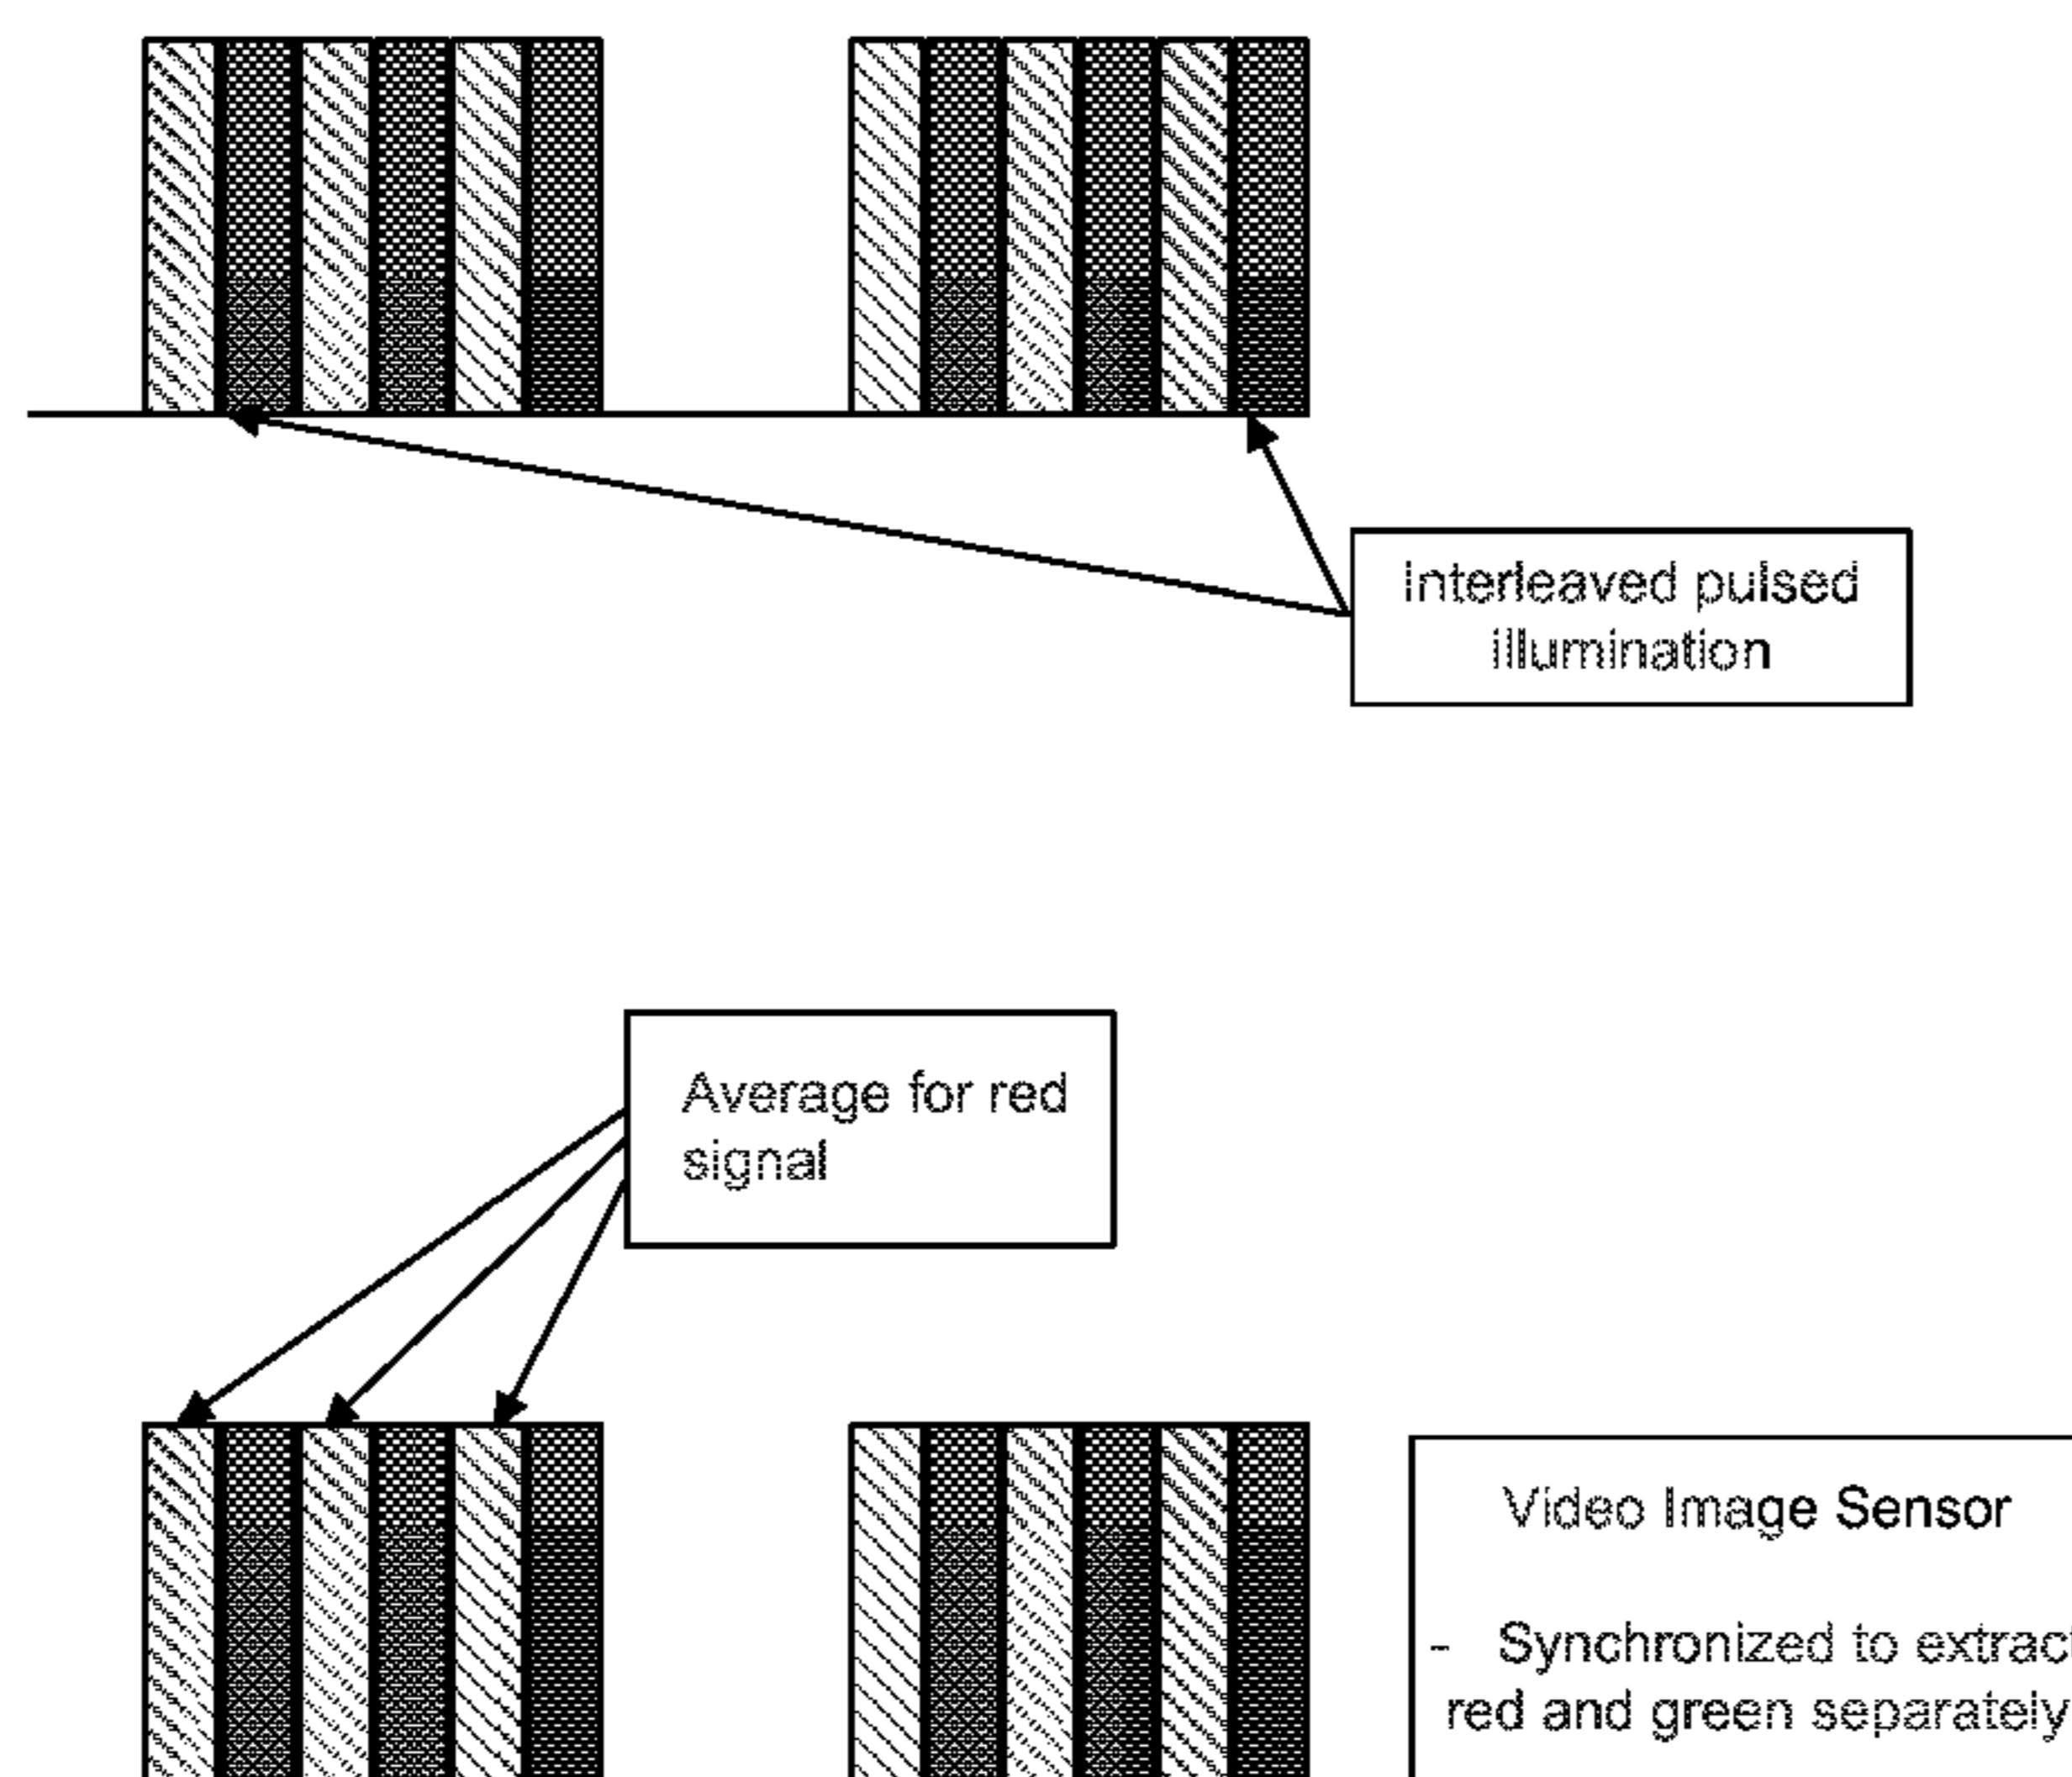 Interleaved pulsed
illumination
Average for red
signal
Video Image Sensor
- Synchronized to extract
red and green separately